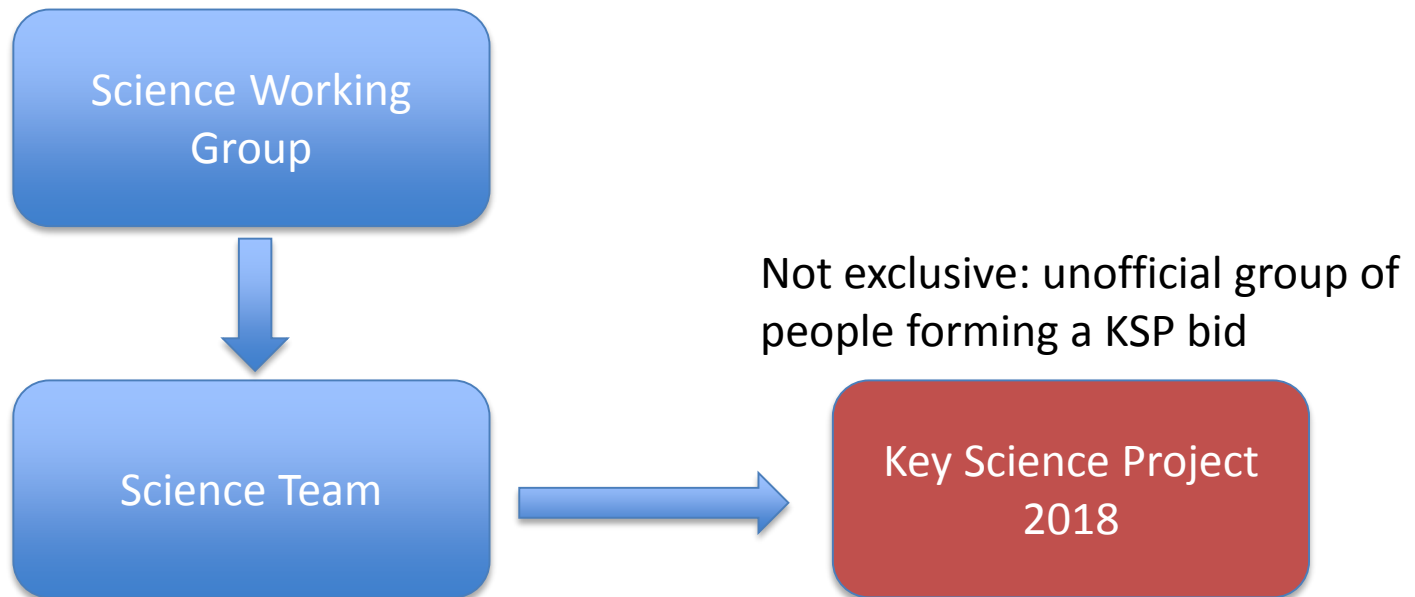 Science Working
Group
Not exclusive: unofficial group of
people forming a KSP bid
Science Team
Key Science Project
2018